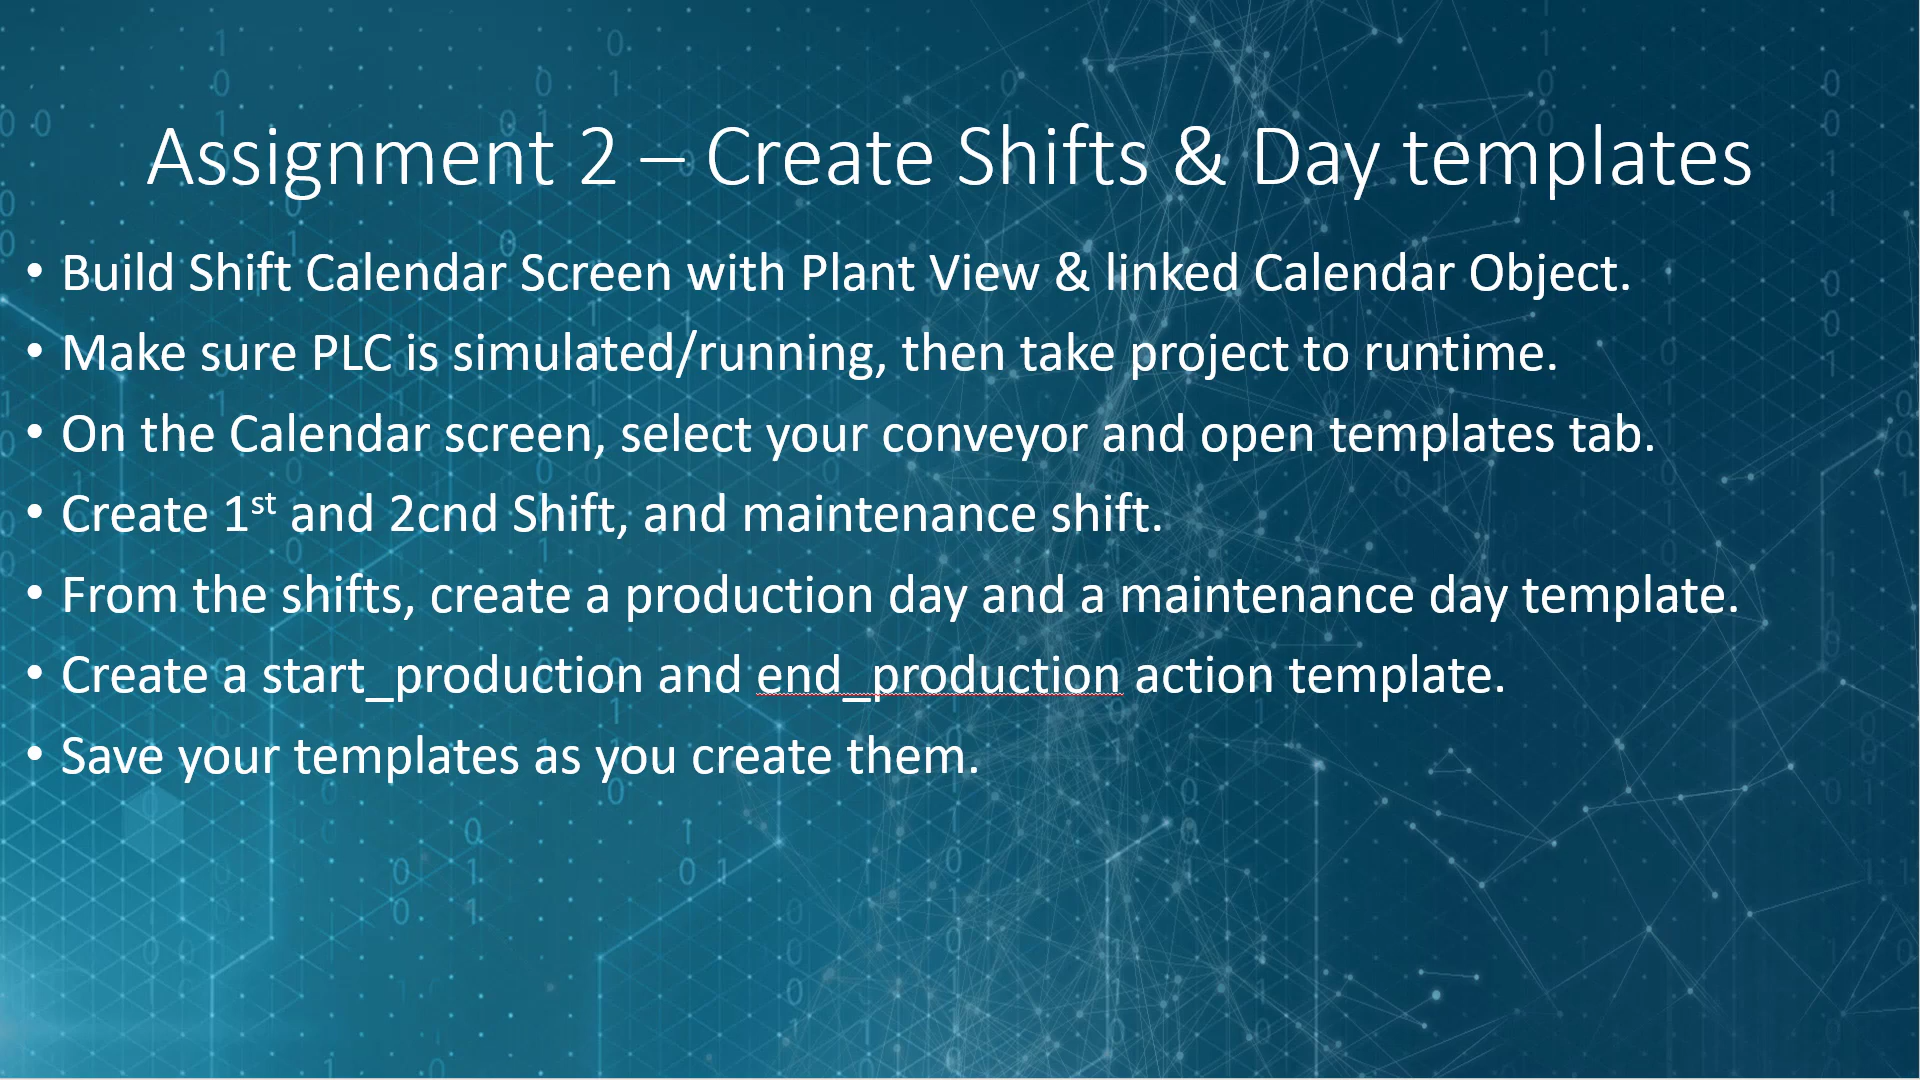 Assignment 2 – Create Shifts & Day templates
• Build Shift Calendar Screen with Plant View & linked Calendar Object.
• Make sure PLC is simulated/running, then take project to runtime.
• On the Calendar screen, select your conveyor and open templates tab.
• Create 1st and 2cnd Shift, and maintenance shift.
• From the shifts, create a production day and a maintenance day template.
• Create a start_production and end_production action template.
• Save your templates as you create them.